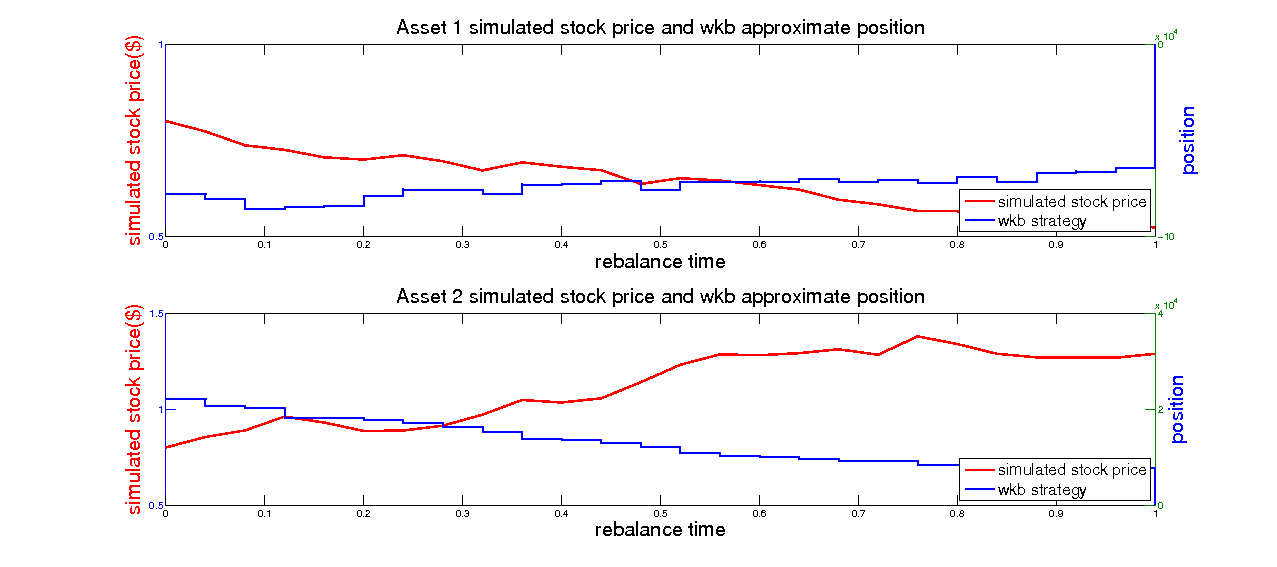 Asset 1 simulated stock price and wkb approximate position
simulated stock price($)
1
0.5
x 10^4
0
-10
position
0 0.1 0.2 0.3 0.4 0.5 0.6 0.7 0.8 0.9 1
simulated stock price
wkb strategy
rebalance time
Asset 2 simulated stock price and wkb approximate position
simulated stock price($)
1.5
1
0.5
x 10^4
4
2
0
position
0 0.1 0.2 0.3 0.4 0.5 0.6 0.7 0.8 0.9 1
simulated stock price
wkb strategy
rebalance time